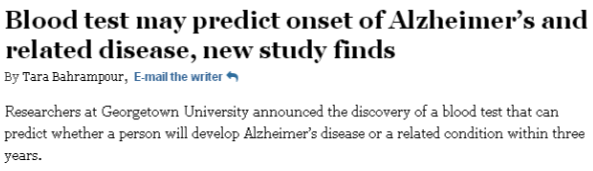 Blood test may predict onset of Alzheimer’s and
related disease, new study finds
By Tara Bahrampour, E-mail the writer
Researchers at Georgetown University announced the discovery of a blood test that can
predict whether a person will develop Alzheimer’s disease or a related condition within three
years.